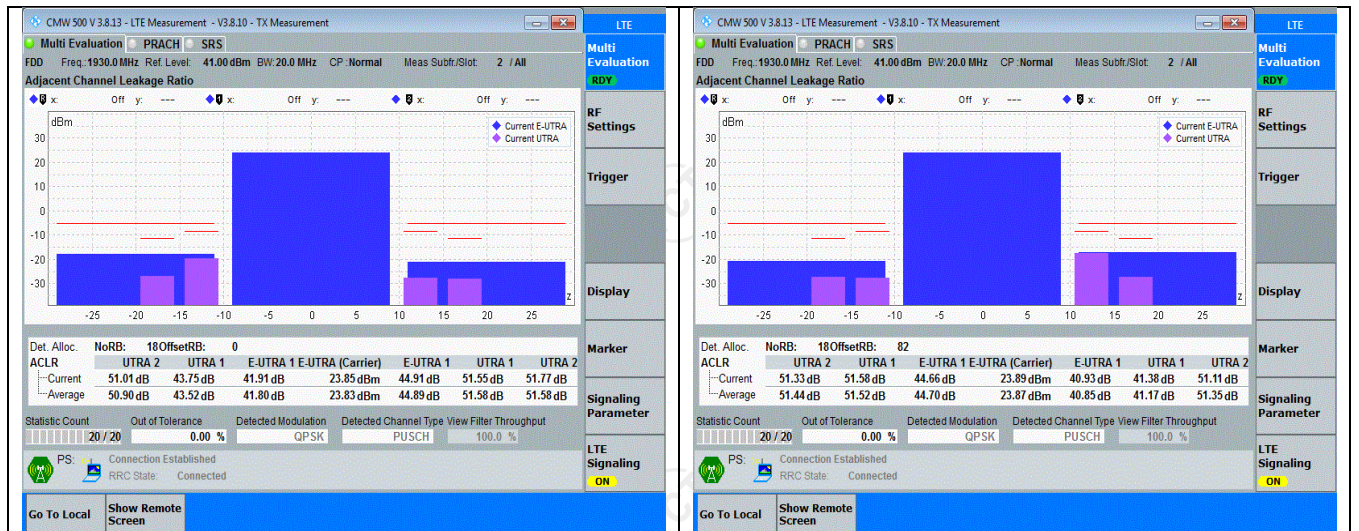 CMW 500 V 3.8.13 - LTE Measurement - V3.8.10 - TX Measurement
LTE
Multi Evaluation PRACH SRS
Multi
Evaluation
RDY
FDD Freq.:1930.0 MHz Ref. Level: 41.00 dBm BW:20.0 MHz CP :Normal Meas Subfr./Slot: 2 / All
Adjacent Channel Leakage Ratio
x: Off y: --- x: Off y: --- x: Off y: ---
dBm
Current E-UTRA
Current UTRA
30
20
10
0
-10
-20
-30
z
-25 -20 -15 -10 -5 0 5 10 15 20 25
RF
Settings
Trigger
Display
Marker
Signaling
Parameter
LTE
Signaling
ON
Det. Alloc. NoRB: 18OffsetRB: 0
ACLR UTRA 2 UTRA 1 E-UTRA 1 E-UTRA (Carrier) E-UTRA 1 UTRA 1 UTRA 2
Current 51.01 dB 43.75 dB 41.91 dB 23.85 dBm 44.91 dB 51.55 dB 51.77 dB
Average 50.90 dB 43.52 dB 41.80 dB 23.83 dBm 44.89 dB 51.58 dB 51.58 dB
Statistic Count Out of Tolerance Detected Modulation Detected Channel Type View Filter Throughput
20 / 20 0.00 % QPSK PUSCH 100.0 %
PS: Connection Established
RRC State: Connected
Go To Local
Show Remote
Screen
CMW 500 V 3.8.13 - LTE Measurement - V3.8.10 - TX Measurement
LTE
Multi Evaluation PRACH SRS
Multi
Evaluation
RDY
FDD Freq.:1930.0 MHz Ref. Level: 41.00 dBm BW:20.0 MHz CP :Normal Meas Subfr./Slot: 2 / All
Adjacent Channel Leakage Ratio
x: Off y: --- x: Off y: --- x: Off y: ---
dBm
Current E-UTRA
Current UTRA
30
20
10
0
-10
-20
-30
z
-25 -20 -15 -10 -5 0 5 10 15 20 25
RF
Settings
Trigger
Display
Marker
Signaling
Parameter
LTE
Signaling
ON
Det. Alloc. NoRB: 18OffsetRB: 82
ACLR UTRA 2 UTRA 1 E-UTRA 1 E-UTRA (Carrier) E-UTRA 1 UTRA 1 UTRA 2
Current 51.33 dB 51.58 dB 44.66 dB 23.89 dBm 40.93 dB 41.38 dB 51.11 dB
Average 51.44 dB 51.52 dB 44.70 dB 23.87 dBm 40.85 dB 41.17 dB 51.35 dB
Statistic Count Out of Tolerance Detected Modulation Detected Channel Type View Filter Throughput
20 / 20 0.00 % QPSK PUSCH 100.0 %
PS: Connection Established
RRC State: Connected
Go To Local
Show Remote
Screen